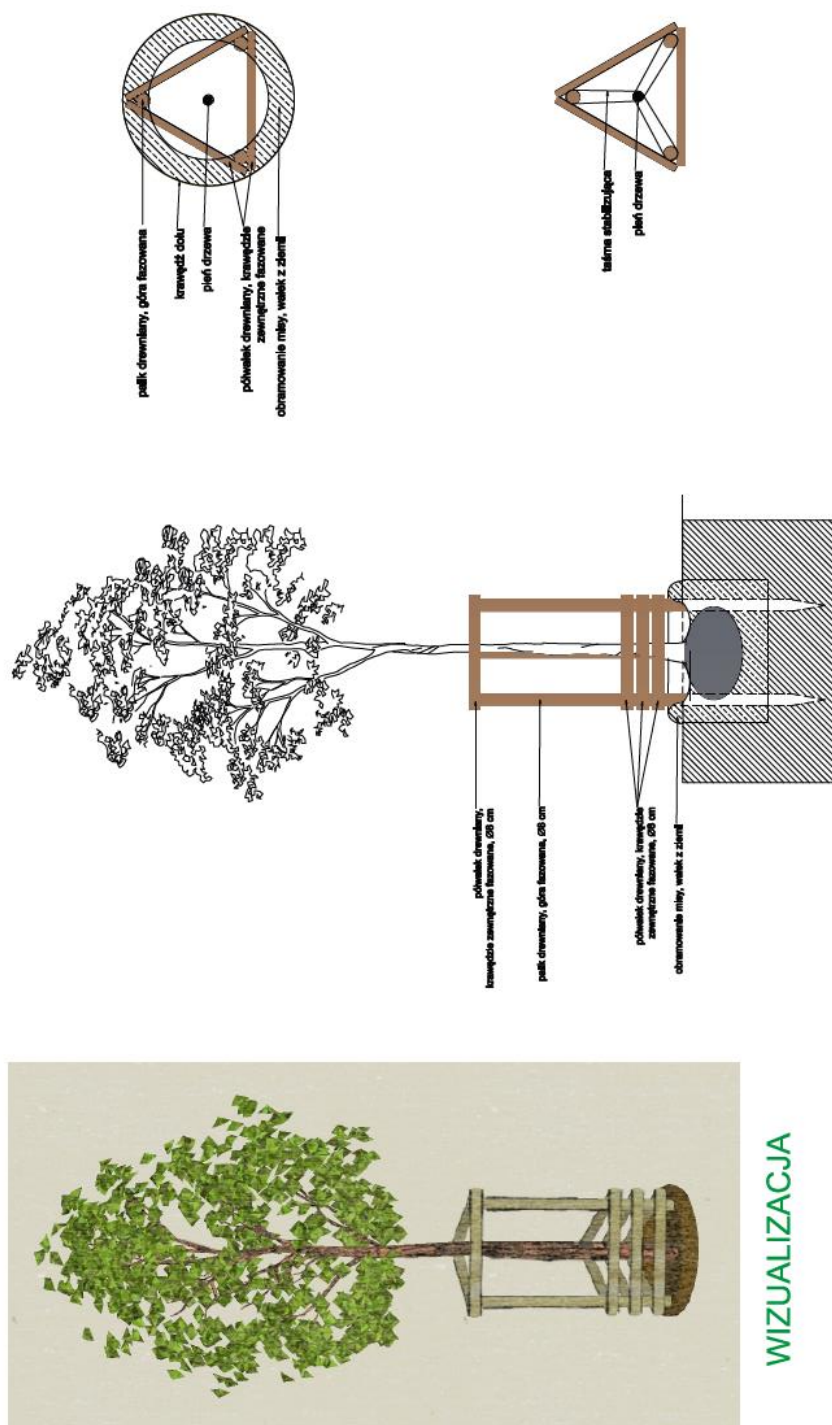 palik drewniany, góra fazowana
krawędź dołu
pień drzewa
półwałek drewniany, krawędzie
zewnętrzne fazowane
obramowanie misy, wałek z ziemi
taśma stabilizująca
pień drzewa
półwałek drewniany,
krawędzie zewnętrzne fazowane, Ø8 cm
palik drewniany, góra fazowana, Ø8 cm
półwałek drewniany, krawędzie
zewnętrzne fazowane, Ø8 cm
obramowanie misy, wałek z ziemi
WIZUALIZACJA